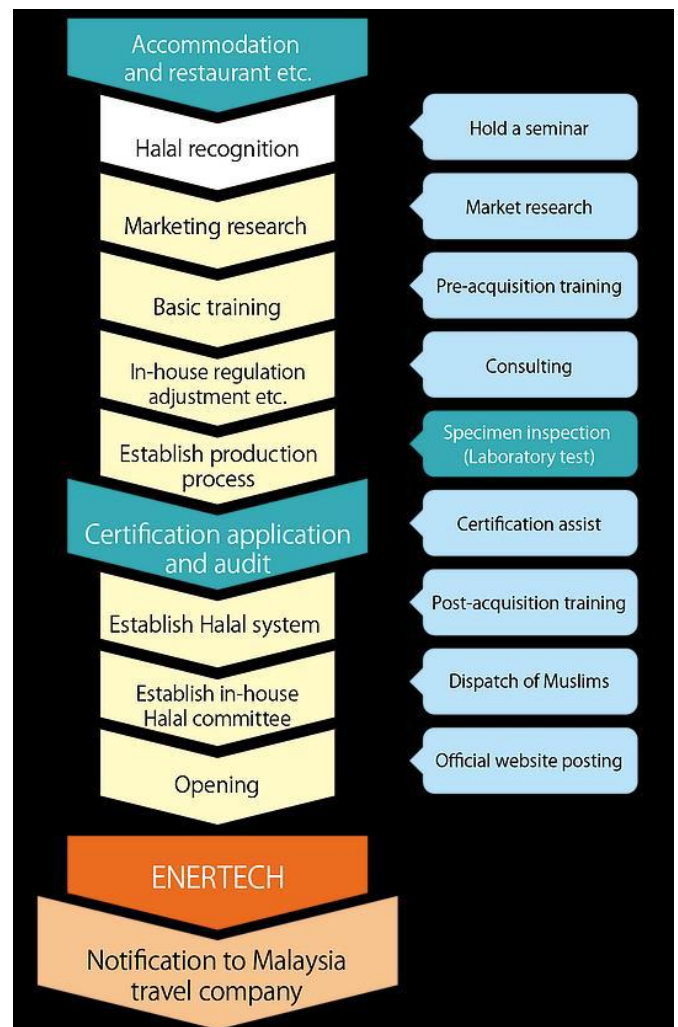 Accommodation
and restaurant etc.
Halal recognition
Hold a seminar
Marketing research
Market research
Basic training
Pre-acquisition training
In-house regulation
adjustment etc.
Consulting
Establish production
process
Specimen inspection
(Laboratory test)
Certification application
and audit
Certification assist
Establish Halal system
Post-acquisition training
Establish in-house
Halal committee
Dispatch of Muslims
Opening
Official website posting
ENERTECH
Notification to Malaysia
travel company